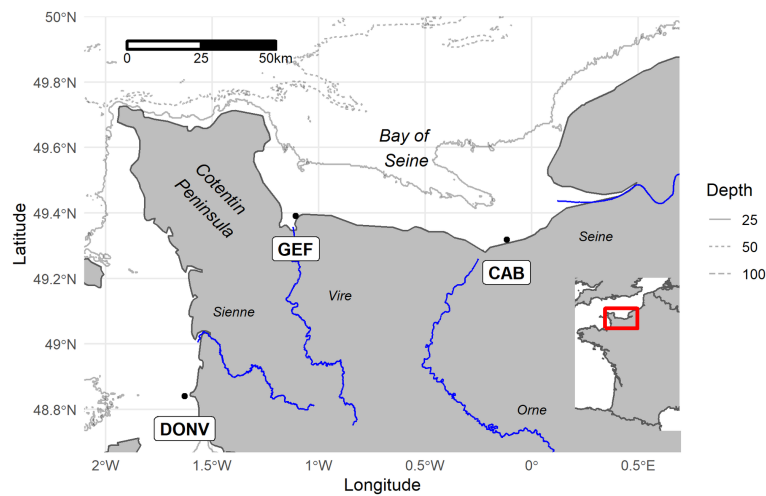 50°N
49.8°N
49.6°N
49.4°N
49.2°N
49°N
48.8°N
Latitude
0
25
50km
Bay of
Seine
Cotentin
Peninsula
GEF
CAB
DONV
Seine
Sienne
Vire
Orne
2°W
1.5°W
1°W
0.5°W
0°
0.5°E
Longitude
Depth
25
50
100